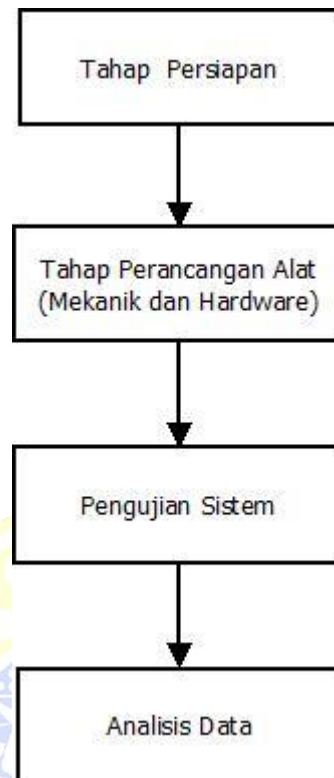 Tahap Persiapan
Tahap Perancangan Alat
(Mekanik dan Hardware)
Pengujian Sistem
Analisis Data